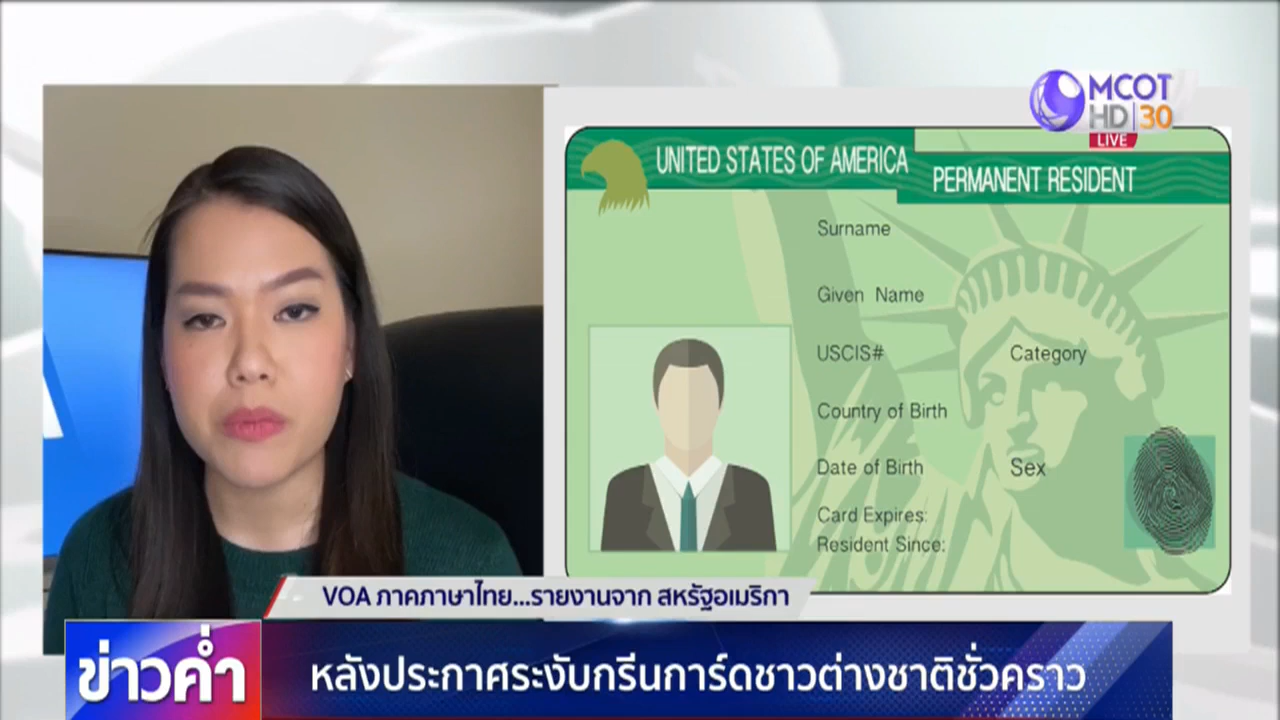 MCOT
HD 30
LIVE
UNITED STATES OF AMERICA
PERMANENT RESIDENT
Surname
Given Name
USCIS#
Category
Country of Birth
Date of Birth
Sex
Card Expires:
Resident Since:
VOA ภาคภาษาไทย...รายงานจาก สหรัฐอเมริกา
ข่าวค่ำ
หลังประกาศระงับกรีนการ์ดชาวต่างชาติชั่วคราว